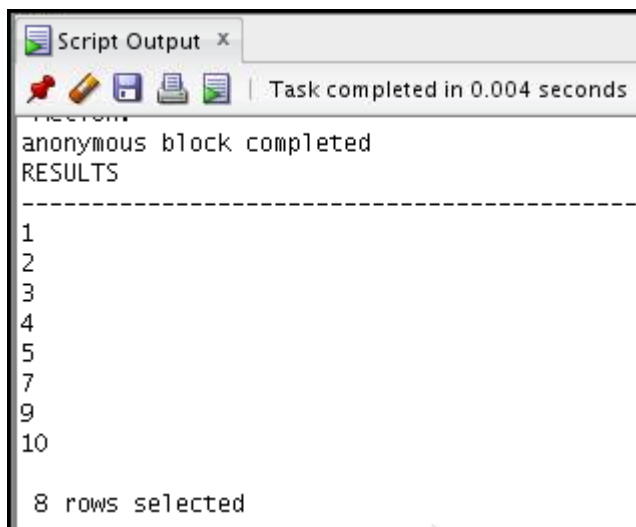 Script Output x
Task completed in 0.004 seconds
anonymous block completed
RESULTS
--------------------------------------------
1
2
3
4
5
7
9
10
8 rows selected